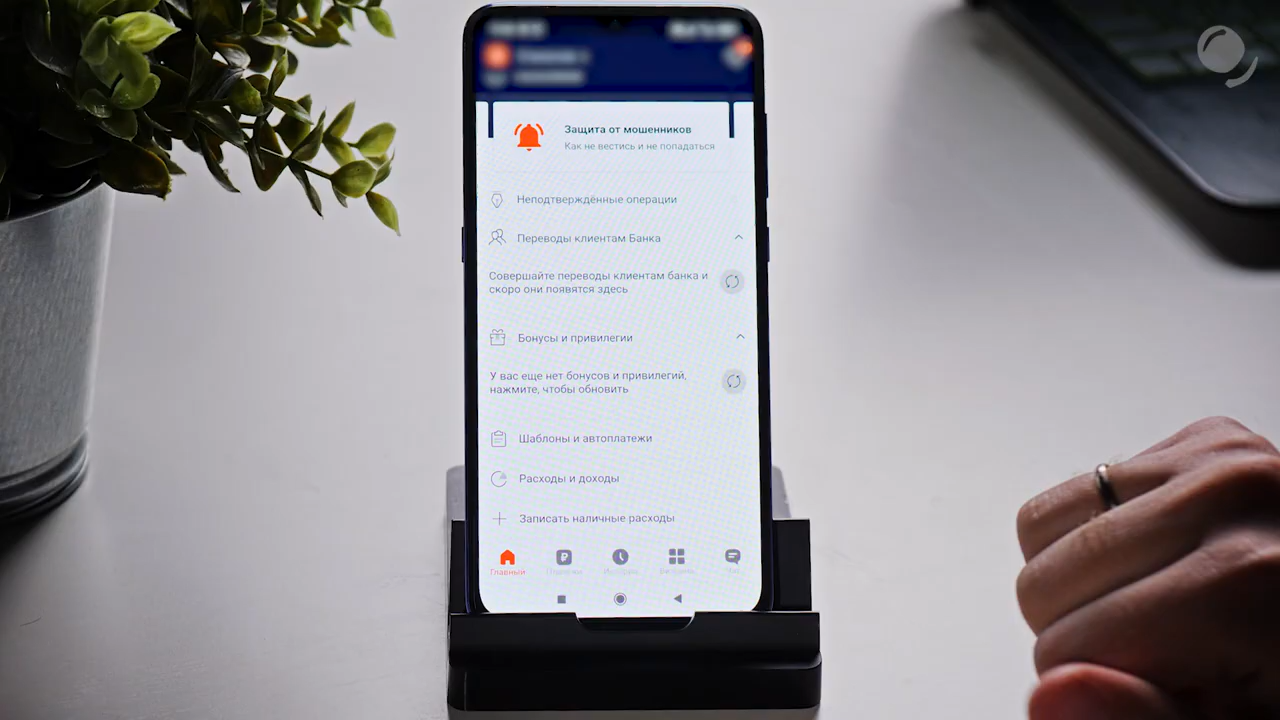 Защита от мошенников
Как не вестись и не попадаться
Неподтверждённые операции
Переводы клиентам Банка
Совершайте переводы клиентам банка и
скоро они появятся здесь
Бонусы и привилегии
У вас еще нет бонусов и привилегий,
нажмите, чтобы обновить
Шаблоны и автоплатежи
Расходы и доходы
Записать наличные расходы
Главный